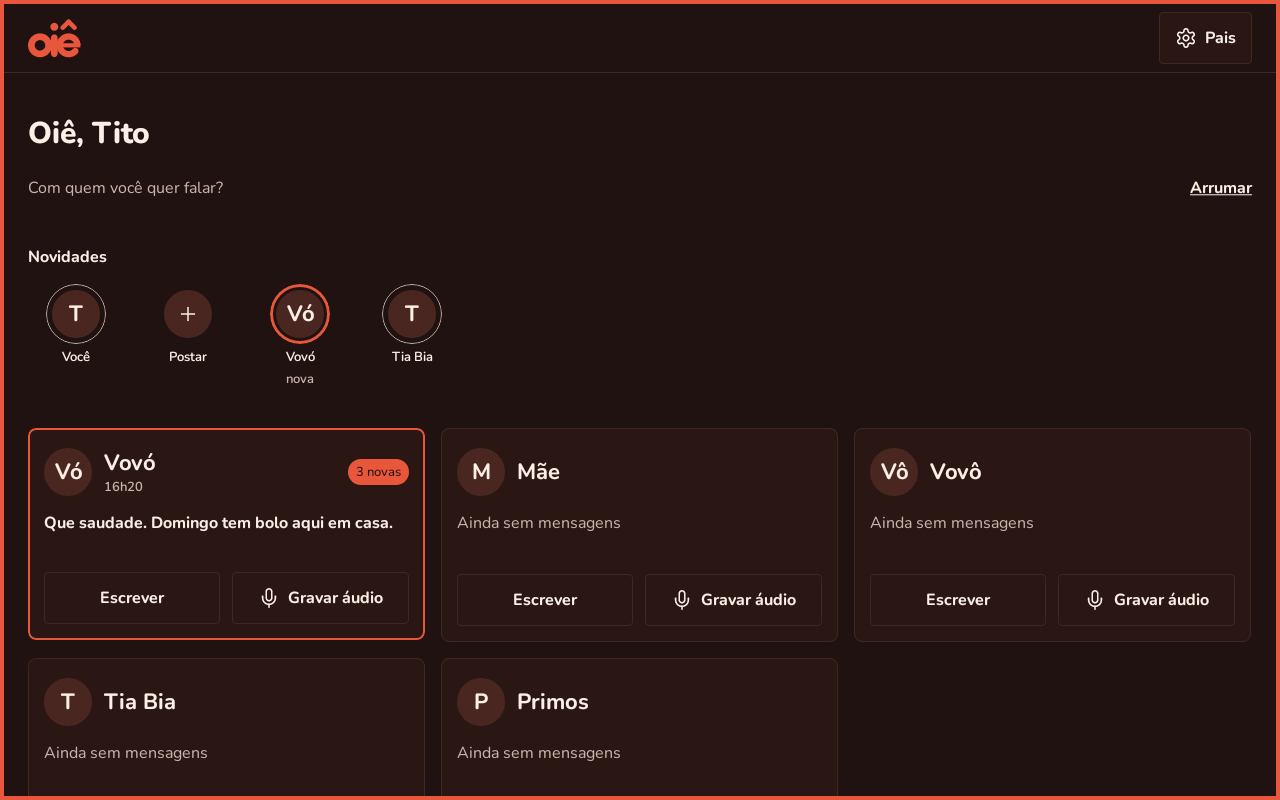 oiê
Pais
Oiê, Tito
Com quem você quer falar?
Arrumar
Novidades
T
Vó
T
Você
Postar
Vovó
Tia Bia
nova
Vó
Vovó
16h20
3 novas
Que saudade. Domingo tem bolo aqui em casa.
Escrever
Gravar áudio
M
Mãe
Ainda sem mensagens
Escrever
Gravar áudio
Vô
Vovô
Ainda sem mensagens
Escrever
Gravar áudio
T
Tia Bia
Ainda sem mensagens
P
Primos
Ainda sem mensagens